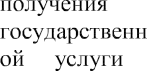 получения
государственн
ой услуги